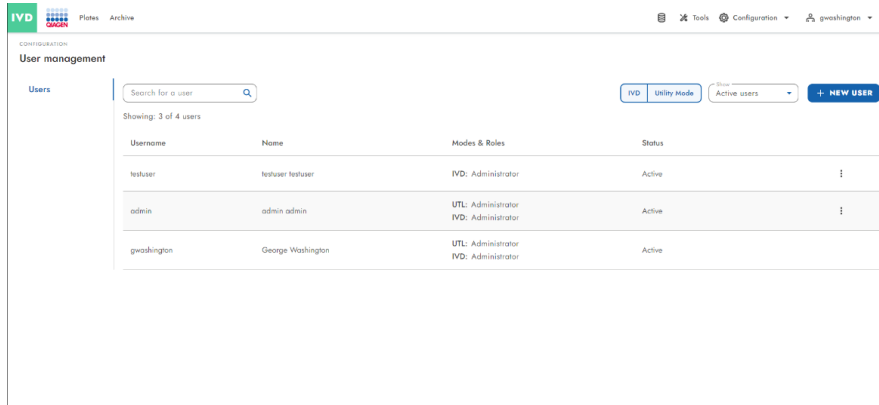 IVD QIAGEN Plates Archive Tools Configuration gwashington
CONFIGURATION
User management
Users
Search for a user
IVD Utility Mode
Show
Active users
+ NEW USER
Showing: 3 of 4 users
Username Name Modes & Roles Status
testuser testuser testuser IVD: Administrator Active
admin admin admin UTL: Administrator
IVD: Administrator Active
gwashington George Washington UTL: Administrator
IVD: Administrator Active